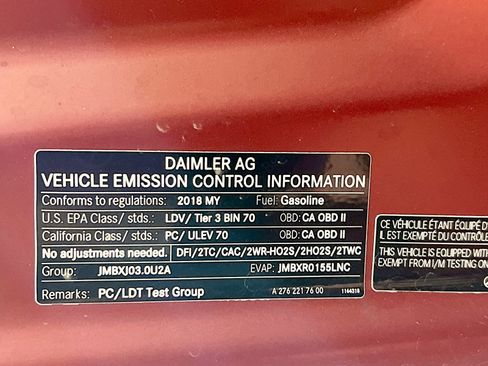 DAIMLER AG
VEHICLE EMISSION CONTROL INFORMATION
Conforms to regulations: 2018 MY Fuel: Gasoline
U.S. EPA Class/ stds.: LDV/ Tier 3 BIN 70 OBD: CA OBD II
California Class/ stds.: PC/ ULEV 70 OBD: CA OBD II
No adjustments needed. DFI/2TC/CAC/2WR-HO2S/2HO2S/2TWC
Group: JMBXJ03.0U2A EVAP: JMBXR0155LNC
Remarks: PC/LDT Test Group A 276 221 76 00 1164318
CE VÉHICULE ÉTANT ÉQUIPÉ D'
IL EST EXEMPTÉ DU CONTRÔLE
THIS VEHICLE IS EQUIPPED WITH
EXEMPT FROM I/M TESTING ON